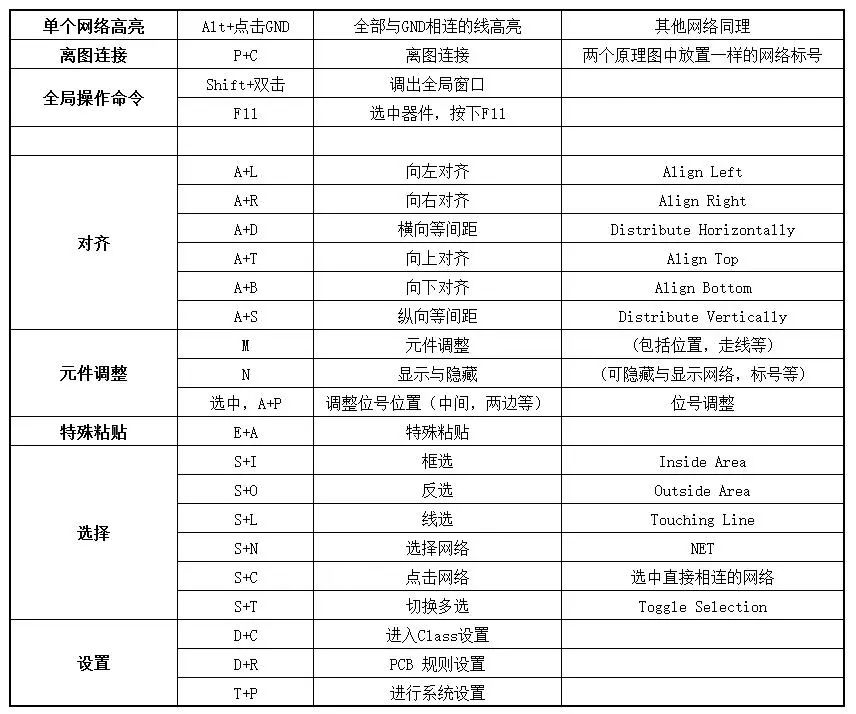 单个网络高亮 Alt+点击GND 全部与GND相连的线高亮 其他网络同理
离图连接 P+C 离图连接 两个原理图中放置一样的网络标号
全局操作命令 Shift+双击 调出全局窗口
F11 选中器件，按下F11
对齐 A+L 向左对齐 Align Left
A+R 向右对齐 Align Right
A+D 横向等间距 Distribute Horizontally
A+T 向上对齐 Align Top
A+B 向下对齐 Align Bottom
A+S 纵向等间距 Distribute Vertically
元件调整 M 元件调整 (包括位置，走线等)
N 显示与隐藏 (可隐藏与显示网络，标号等)
选中，A+P 调整位号位置（中间，两边等） 位号调整
特殊粘贴 E+A 特殊粘贴
选择 S+I 框选 Inside Area
S+O 反选 Outside Area
S+L 线选 Touching Line
S+N 选择网络 NET
S+C 点击网络 选中直接相连的网络
S+T 切换多选 Toggle Selection
设置 D+C 进入Class设置
D+R PCB 规则设置
T+P 进行系统设置